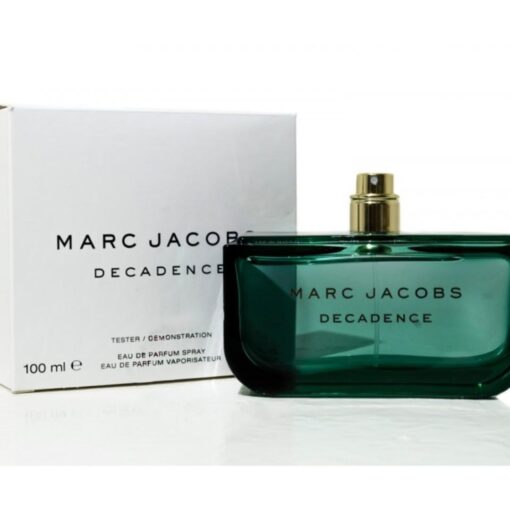 MARC JACOBS
DECADENCE
TESTER / DEMONSTRATION
EAU DE PARFUM SPRAY
EAU DE PARFUM VAPORISATEUR
100 ml ℮
MARC JACOBS
DECADENCE